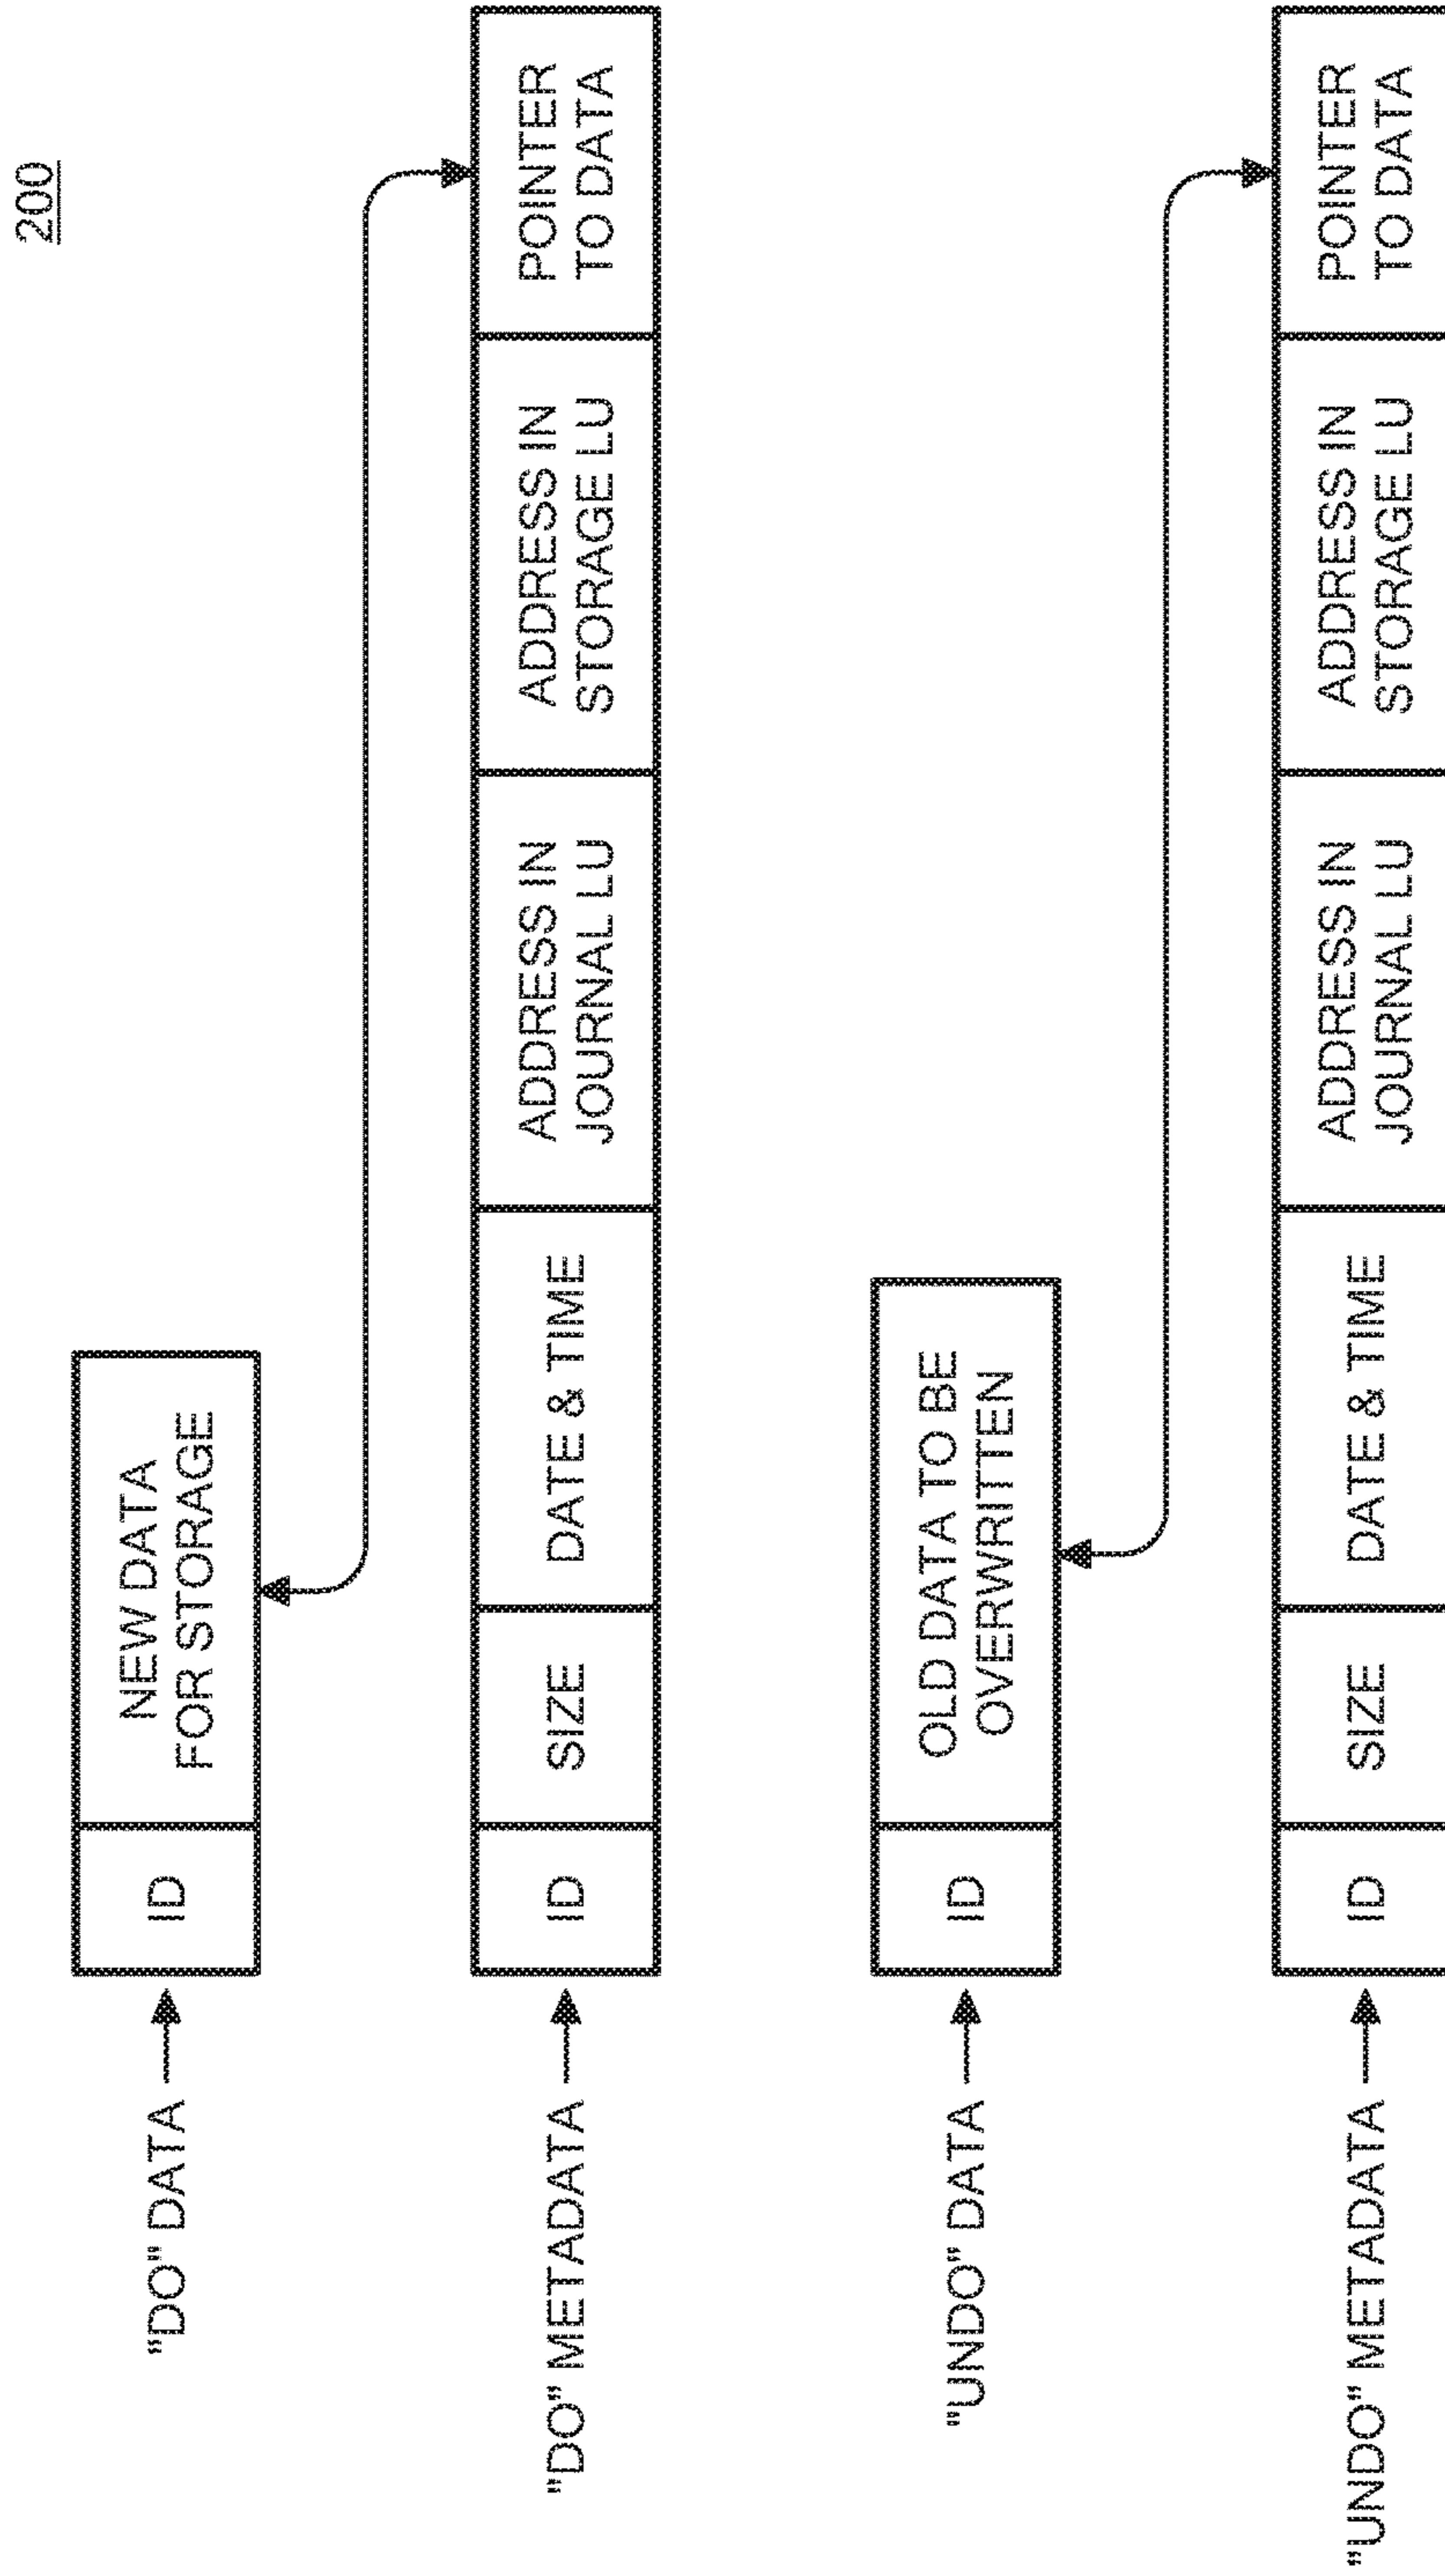 200
"DO" DATA
ID
NEW DATA
FOR STORAGE
"DO" METADATA
ID
SIZE
DATE & TIME
ADDRESS IN
JOURNAL LU
ADDRESS IN
STORAGE LU
POINTER
TO DATA
"UNDO" DATA
ID
OLD DATA TO BE
OVERWRITTEN
"UNDO" METADATA
ID
SIZE
DATE & TIME
ADDRESS IN
JOURNAL LU
ADDRESS IN
STORAGE LU
POINTER
TO DATA